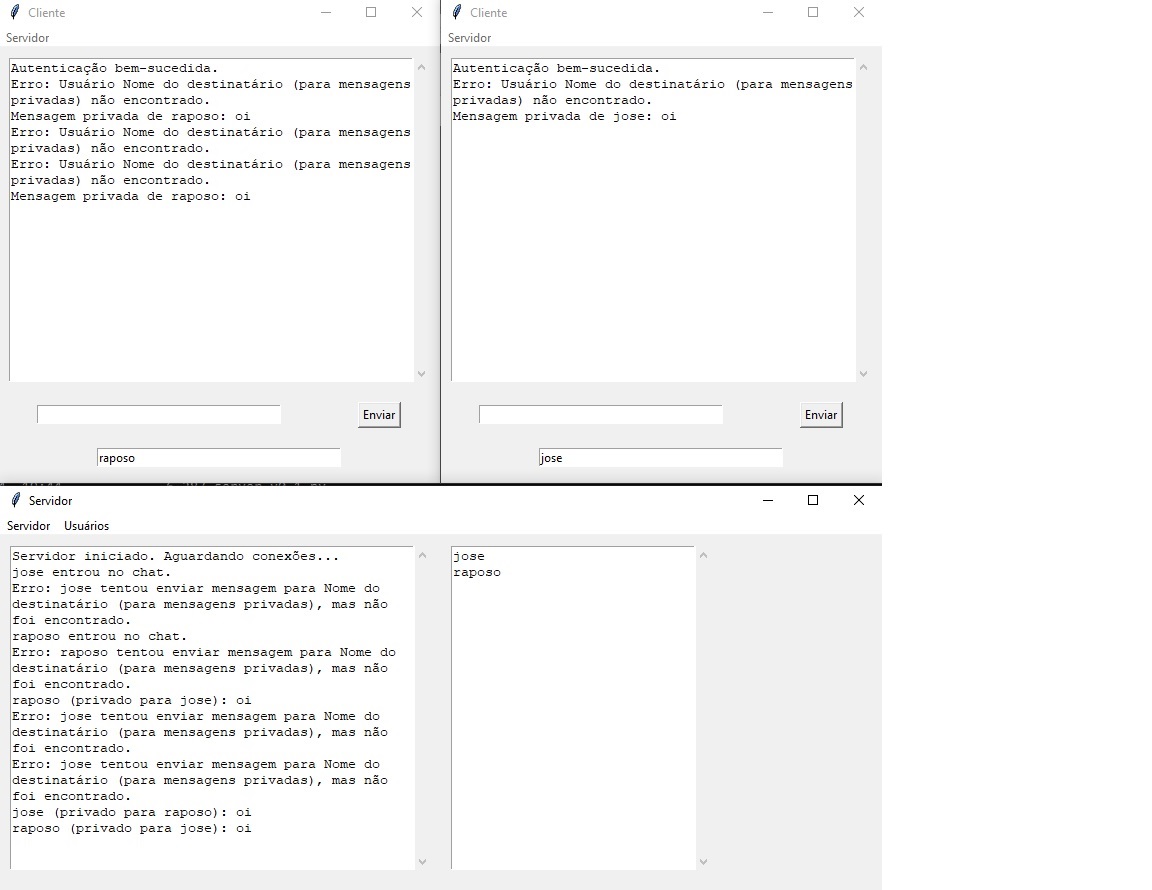 Cliente
Servidor
Autenticação bem-sucedida.
Erro: Usuário Nome do destinatário (para mensagens
privadas) não encontrado.
Mensagem privada de raposo: oi
Erro: Usuário Nome do destinatário (para mensagens
privadas) não encontrado.
Erro: Usuário Nome do destinatário (para mensagens
privadas) não encontrado.
Mensagem privada de raposo: oi
Enviar
raposo
Cliente
Servidor
Autenticação bem-sucedida.
Erro: Usuário Nome do destinatário (para mensagens
privadas) não encontrado.
Mensagem privada de jose: oi
Enviar
jose
Servidor
Servidor Usuários
Servidor iniciado. Aguardando conexões...
jose entrou no chat.
Erro: jose tentou enviar mensagem para Nome do
destinatário (para mensagens privadas), mas não
foi encontrado.
raposo entrou no chat.
Erro: raposo tentou enviar mensagem para Nome do
destinatário (para mensagens privadas), mas não
foi encontrado.
raposo (privado para jose): oi
Erro: jose tentou enviar mensagem para Nome do
destinatário (para mensagens privadas), mas não
foi encontrado.
Erro: jose tentou enviar mensagem para Nome do
destinatário (para mensagens privadas), mas não
foi encontrado.
jose (privado para raposo): oi
raposo (privado para jose): oi
jose
raposo